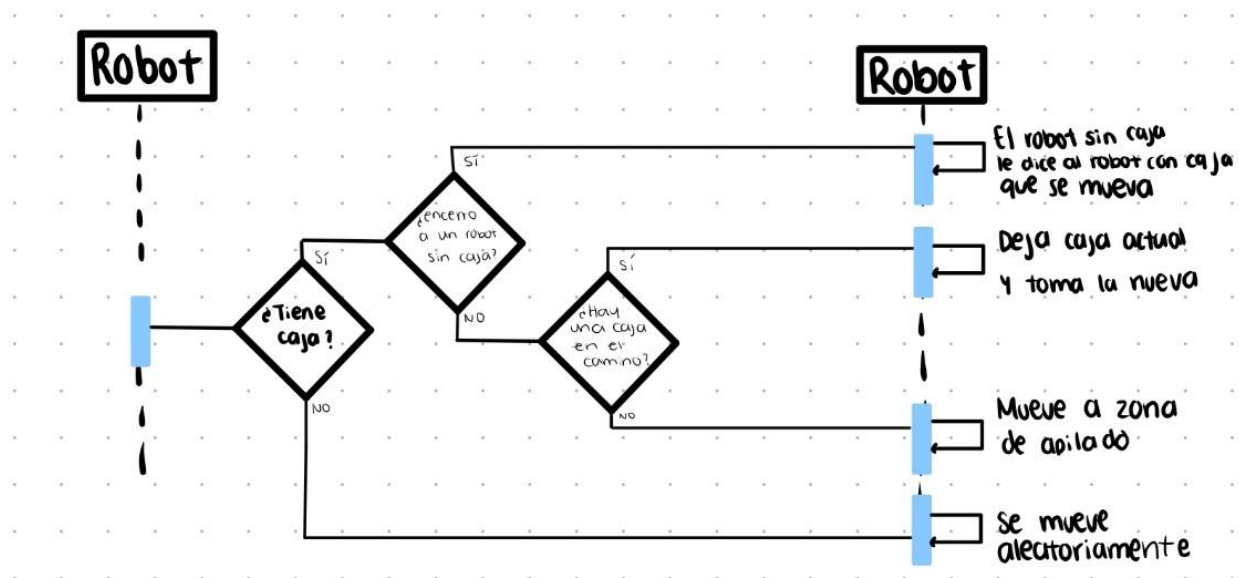 Robot
Robot
El robot sin caja
le dice al robot con caja
que se mueva
SÍ
¿encerro
a un robot
sin caja?
Deja caja actual
y toma la nueva
SÍ
SÍ
¿Tiene
caja?
NO
¿Hay
una caja
en el
camino?
NO
NO
Mueve a zona
de apilado
Se mueve
aleatoriamente